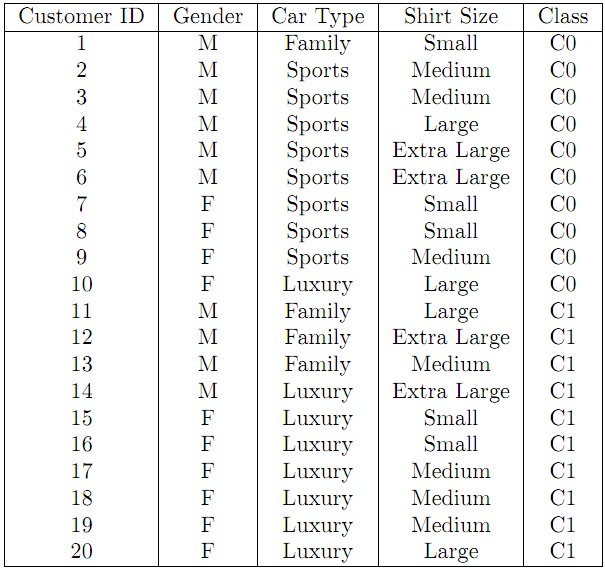 Customer ID Gender Car Type Shirt Size Class
1 M Family Small C0
2 M Sports Medium C0
3 M Sports Medium C0
4 M Sports Large C0
5 M Sports Extra Large C0
6 M Sports Extra Large C0
7 F Sports Small C0
8 F Sports Small C0
9 F Sports Medium C0
10 F Luxury Large C0
11 M Family Large C1
12 M Family Extra Large C1
13 M Family Medium C1
14 M Luxury Extra Large C1
15 F Luxury Small C1
16 F Luxury Small C1
17 F Luxury Medium C1
18 F Luxury Medium C1
19 F Luxury Medium C1
20 F Luxury Large C1